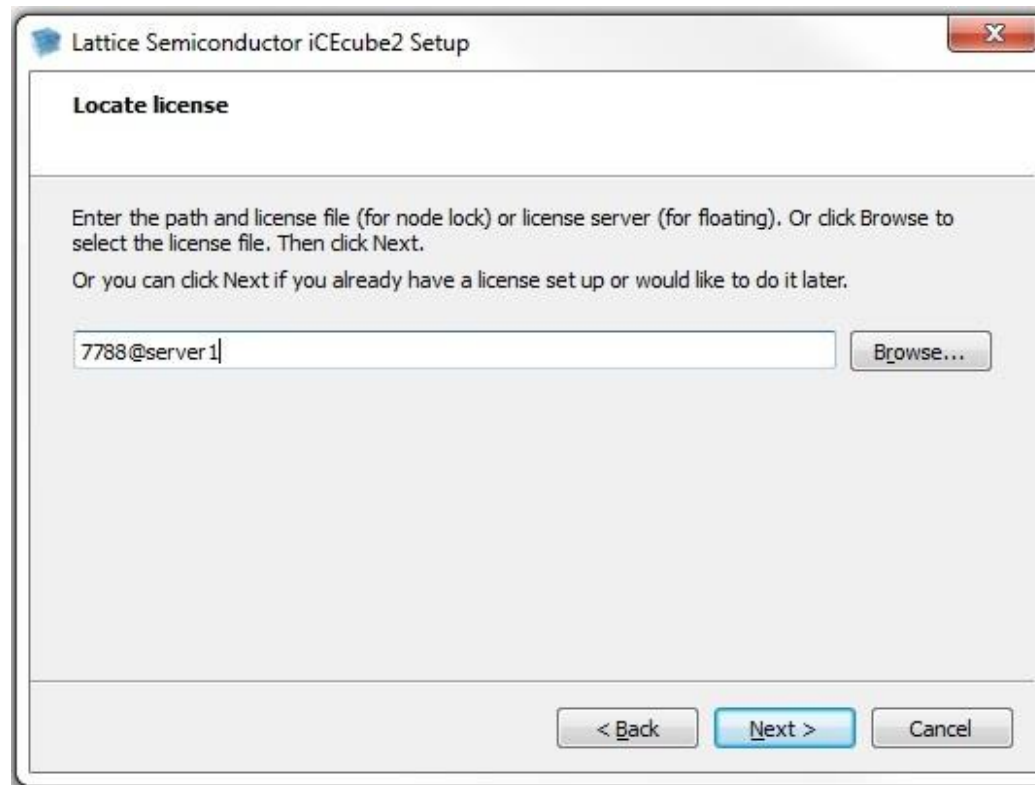 Lattice Semiconductor iCEcube2 Setup
Locate license
Enter the path and license file (for node lock) or license server (for floating). Or click Browse to
select the license file. Then click Next.
Or you can click Next if you already have a license set up or would like to do it later.
7788@server1
Browse...
< Back
Next >
Cancel